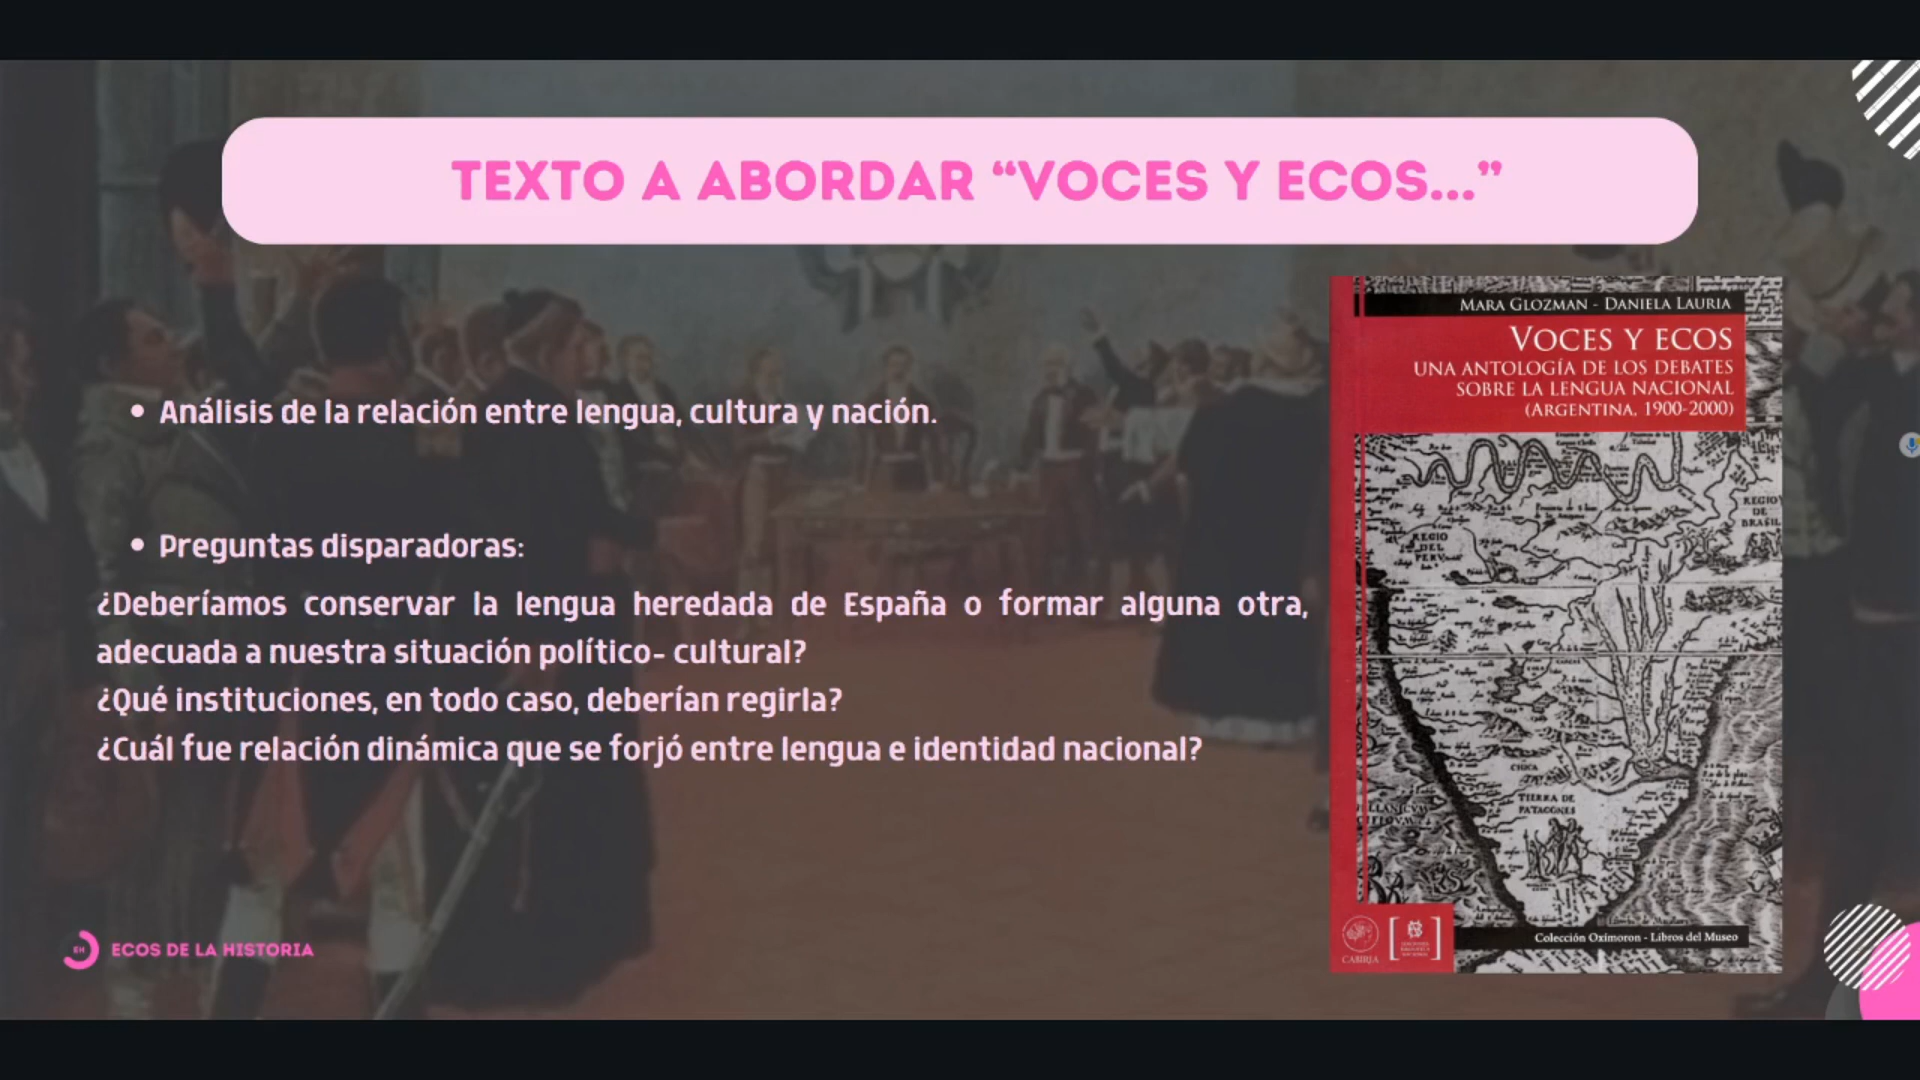 TEXTO A ABORDAR “VOCES Y ECOS...”
• Análisis de la relación entre lengua, cultura y nación.
• Preguntas disparadoras:
¿Deberíamos conservar la lengua heredada de España o formar alguna otra,
adecuada a nuestra situación político- cultural?
¿Qué instituciones, en todo caso, deberían regirla?
¿Cuál fue relación dinámica que se forjó entre lengua e identidad nacional?
MARA GLOZMAN - DANIELA LAURIA
VOCES Y ECOS
UNA ANTOLOGÍA DE LOS DEBATES
SOBRE LA LENGUA NACIONAL
(ARGENTINA, 1900-2000)
REGIO
DE
BRASIL
REGIO
DEL
PERV
CHICA
TIERRA DE
PATAGONES
Colección Oxímoron - Libros del Museo
CABIRIA
EH
ECOS DE LA HISTORIA